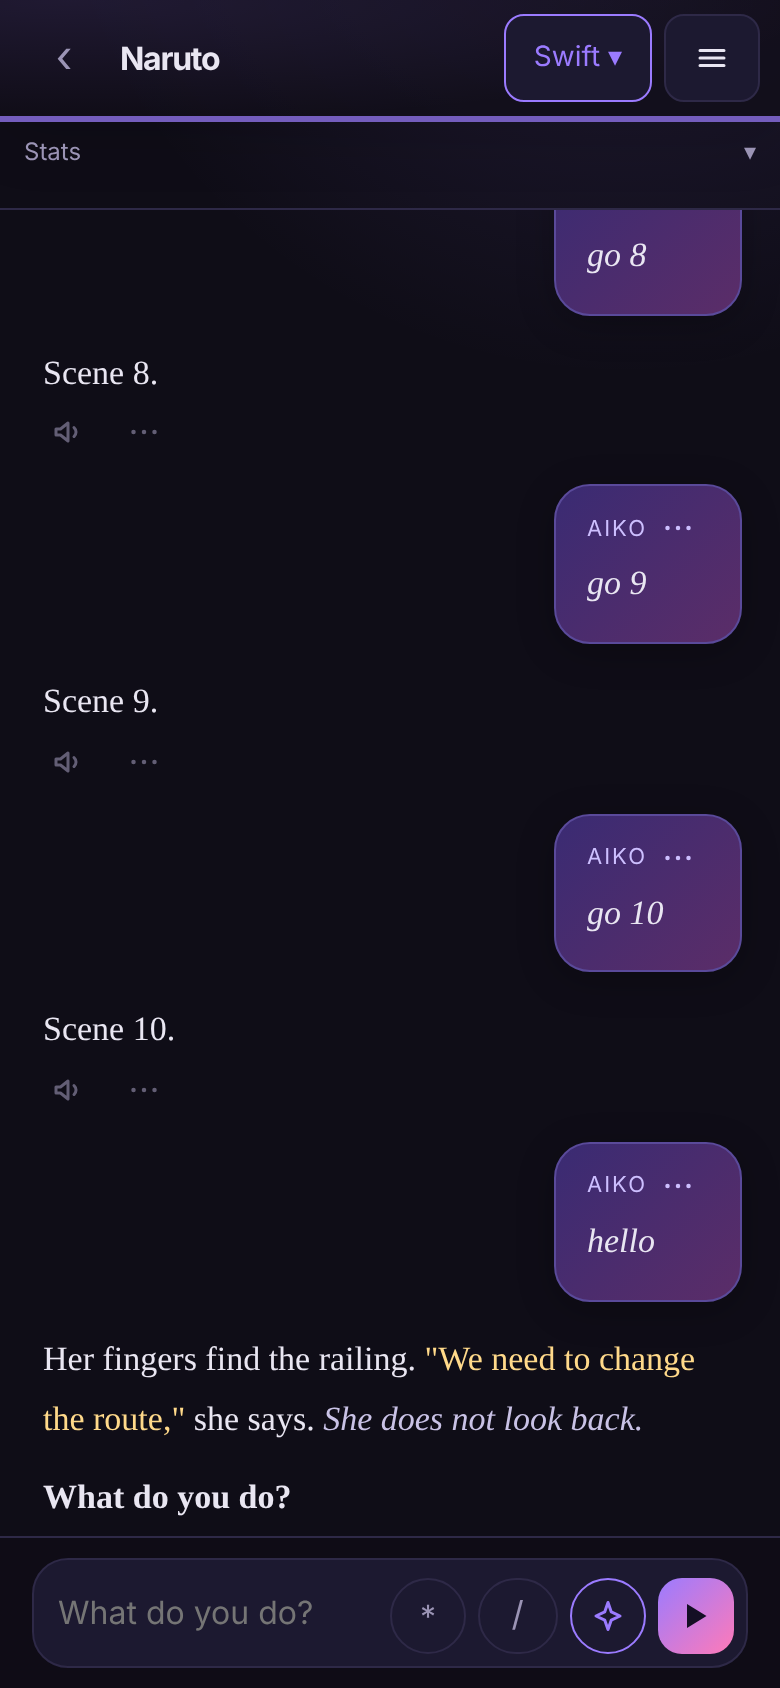 Naruto
Swift ▾
Stats
go 8
Scene 8.
AIKO
go 9
Scene 9.
AIKO
go 10
Scene 10.
AIKO
hello
Her fingers find the railing. "We need to change
the route," she says. She does not look back.
What do you do?
What do you do? * /